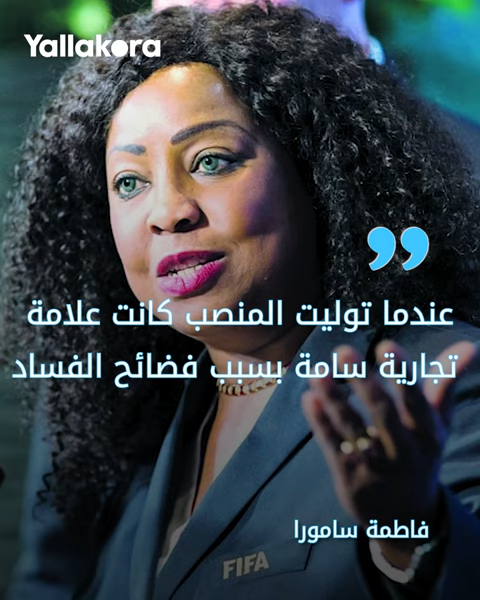 Yallakora
عندما توليت المنصب كانت علامة
تجارية سامة بسبب فضائح الفساد
فاطمة سامورا
FIFA